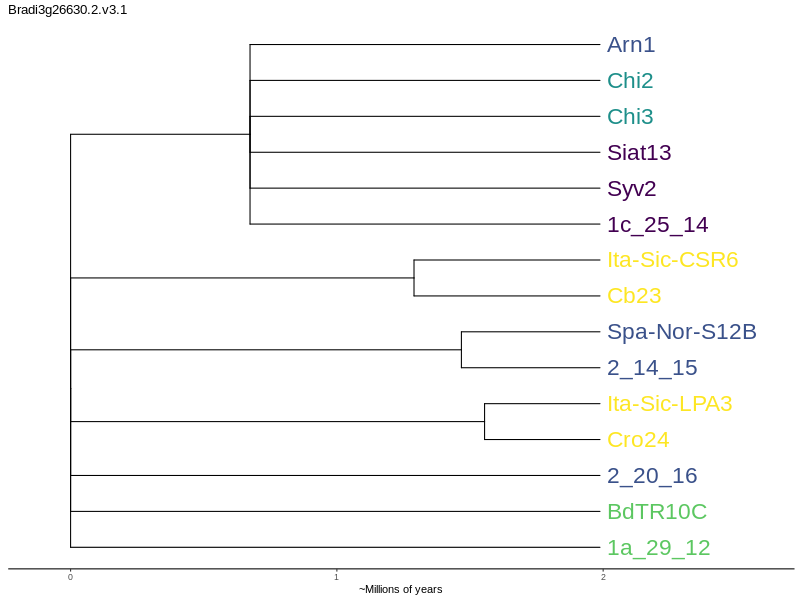 Bradi3g26630.2.v3.1
Arn1
Chi2
Chi3
Siat13
Syv2
1c_25_14
Ita-Sic-CSR6
Cb23
Spa-Nor-S12B
2_14_15
Ita-Sic-LPA3
Cro24
2_20_16
BdTR10C
1a_29_12
0 1 2
~Millions of years